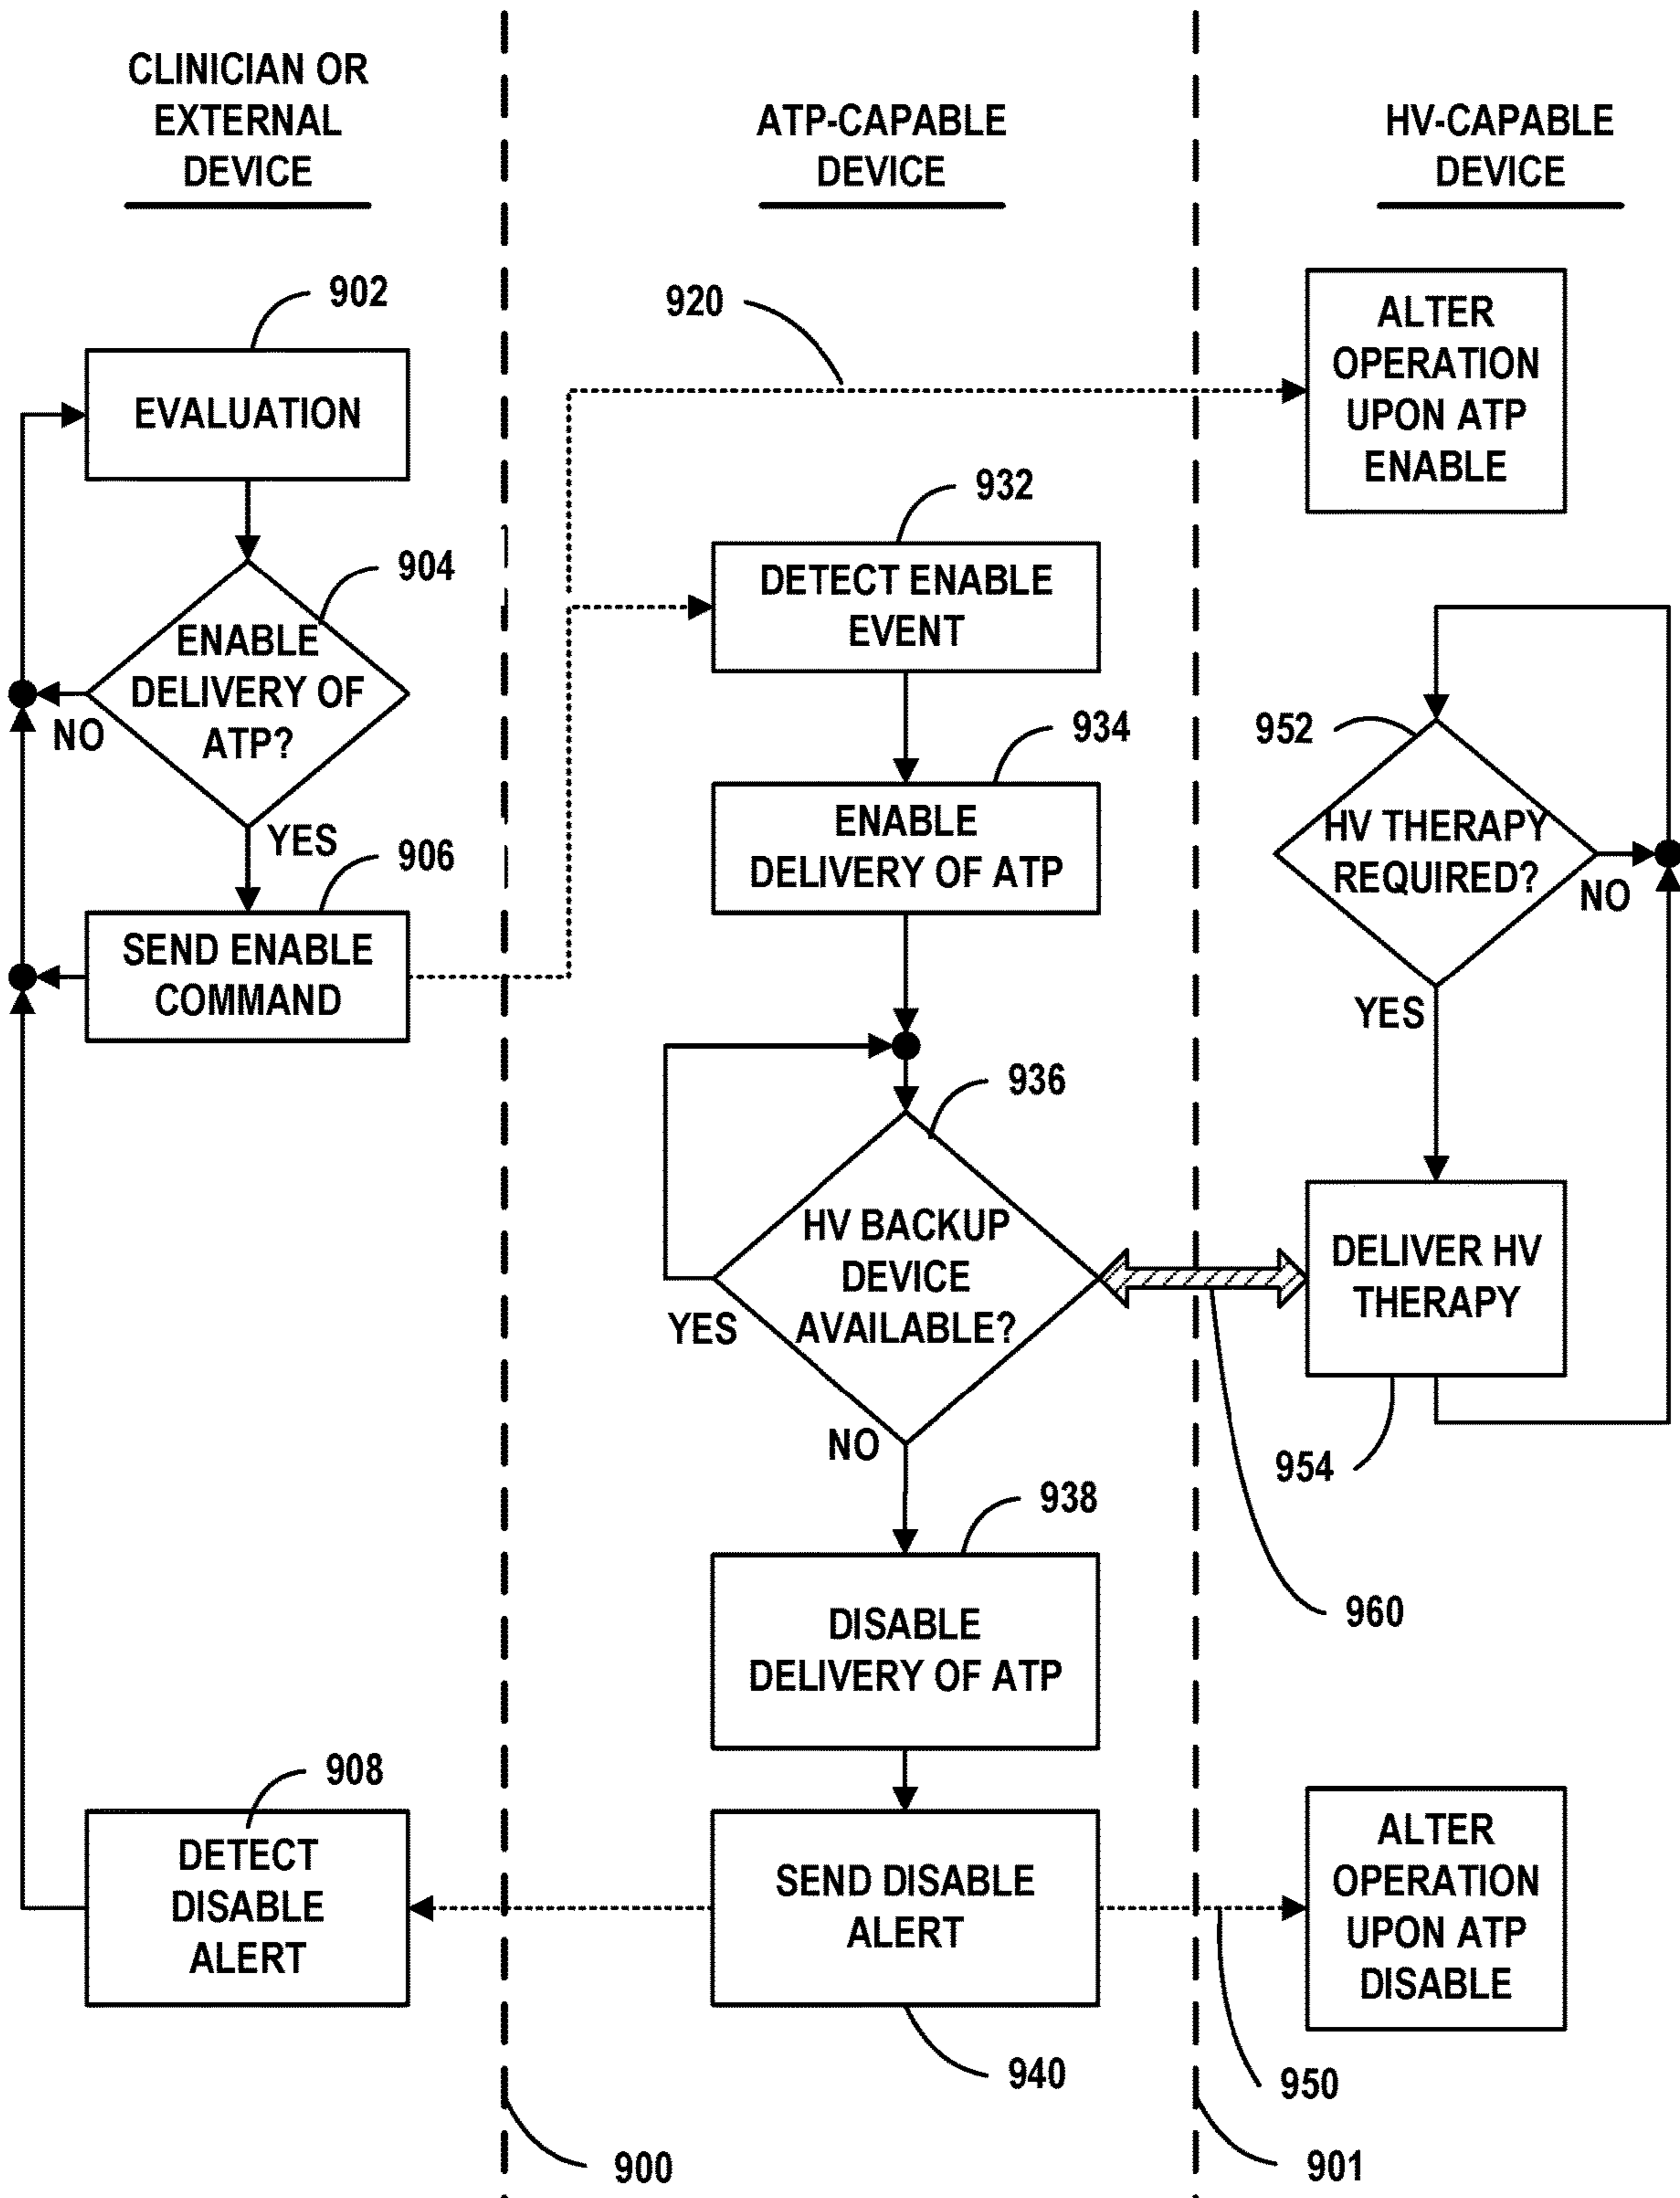 CLINICIAN OR
EXTERNAL
DEVICE
ATP-CAPABLE
DEVICE
HV-CAPABLE
DEVICE
902
EVALUATION
904
ENABLE
DELIVERY OF
ATP?
NO
YES
906
SEND ENABLE
COMMAND
908
DETECT
DISABLE
ALERT
900
920
932
DETECT ENABLE
EVENT
934
ENABLE
DELIVERY OF ATP
936
HV BACKUP
DEVICE
AVAILABLE?
YES
NO
938
DISABLE
DELIVERY OF ATP
SEND DISABLE
ALERT
940
ALTER
OPERATION
UPON ATP
ENABLE
952
HV THERAPY
REQUIRED?
NO
YES
DELIVER HV
THERAPY
954
960
ALTER
OPERATION
UPON ATP
DISABLE
950
901